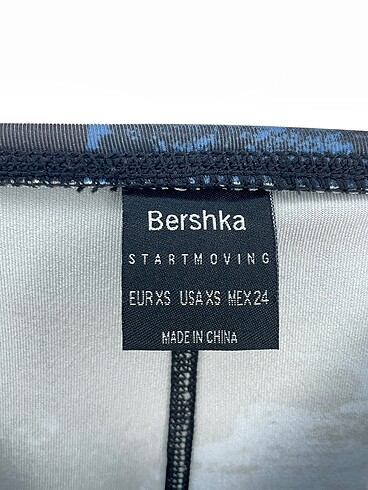 Bershka
STARTMOVING
EUR XS USA XS MEX 24
MADE IN CHINA